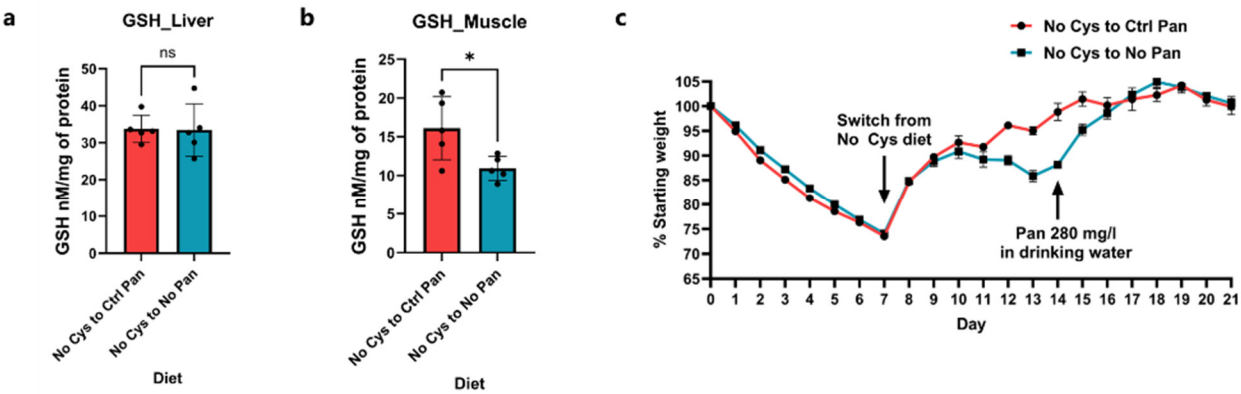 a
GSH_Liver
ns
GSH nM/mg of protein
50
40
30
20
10
0
No Cys to Ctrl Pan
No Cys to No Pan
Diet
b
GSH_Muscle
*
GSH nM/mg of protein
25
20
15
10
5
0
No Cys to Ctrl Pan
No Cys to No Pan
Diet
c
No Cys to Ctrl Pan
No Cys to No Pan
% Starting weight
105
100
95
90
85
80
75
70
65
Switch from
No Cys diet
Pan 280 mg/l
in drinking water
0 1 2 3 4 5 6 7 8 9 10 11 12 13 14 15 16 17 18 19 20 21
Day